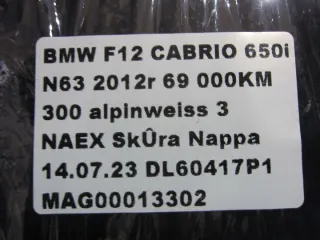 BMW F12 CABRIO 650i
N63 2012r 69 000KM
300 alpinweiss 3
NAEX SkÛra Nappa
14.07.23 DL60417P1
MAG00013302